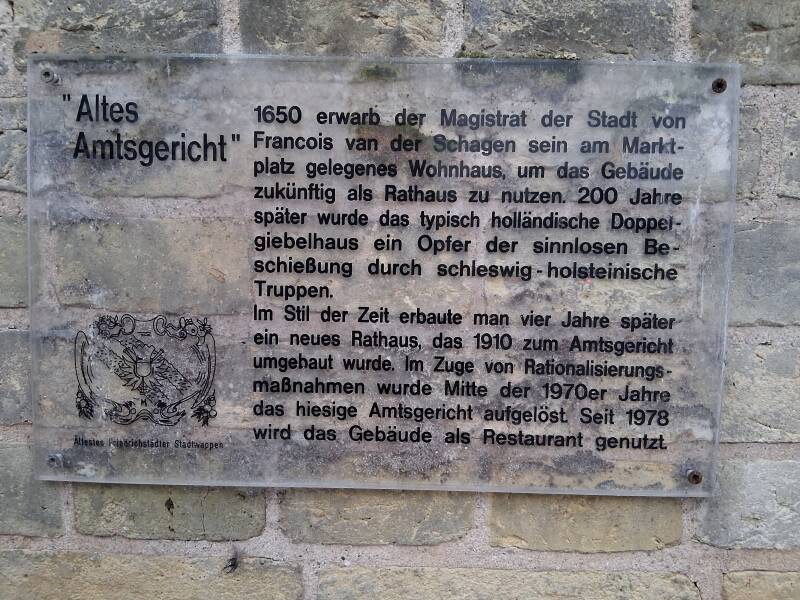 "Altes
Amtsgericht"
1650 erwarb der Magistrat der Stadt von
Francois van der Schagen sein am Markt-
platz gelegenes Wohnhaus, um das Gebäude
zukünftig als Rathaus zu nutzen. 200 Jahre
später wurde das typisch holländische Doppel-
giebelhaus ein Opfer der sinnlosen Be-
schießung durch schleswig-holsteinische
Truppen.
Im Stil der Zeit erbaute man vier Jahre später
ein neues Rathaus, das 1910 zum Amtsgericht
umgebaut wurde. Im Zuge von Rationalisierungs-
maßnahmen wurde Mitte der 1970er Jahre
das hiesige Amtsgericht aufgelöst. Seit 1978
wird das Gebäude als Restaurant genutzt.
Ältestes Friedrichstädter Stadtwappen